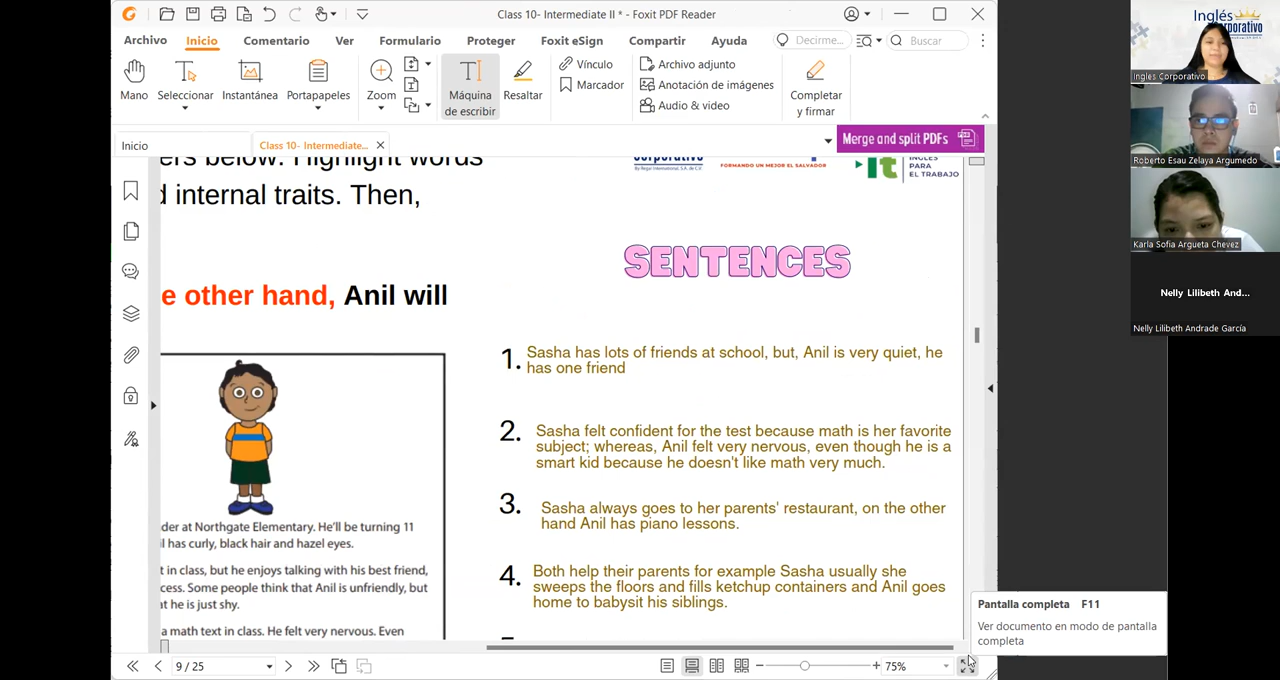 Class 10- Intermediate II * - Foxit PDF Reader
Archivo Inicio Comentario Ver Formulario Proteger Foxit eSign Compartir Ayuda Decirme... Buscar
Mano Seleccionar Instantánea Portapapeles Zoom Máquina de escribir Resaltar
Vínculo
Marcador
Archivo adjunto
Anotación de imágenes
Audio & video
Completar y firmar
Inicio Class 10- Intermediate... Merge and split PDFs
ers below. Highlight words
d internal traits. Then,
e other hand, Anil will
corporativo
By Regal International, S.A. de C.V.
FORMANDO UN MEJOR EL SALVADOR
it
INGLÉS
PARA
EL TRABAJO
SENTENCES
1. Sasha has lots of friends at school, but, Anil is very quiet, he
has one friend
2. Sasha felt confident for the test because math is her favorite
subject; whereas, Anil felt very nervous, even though he is a
smart kid because he doesn't like math very much.
3. Sasha always goes to her parents' restaurant, on the other
hand Anil has piano lessons.
4. Both help their parents for example Sasha usually she
sweeps the floors and fills ketchup containers and Anil goes
home to babysit his siblings.
der at Northgate Elementary. He'll be turning 11
l has curly, black hair and hazel eyes.
t in class, but he enjoys talking with his best friend,
cess. Some people think that Anil is unfriendly, but
at he is just shy.
a math text in class. He felt very nervous. Even
Pantalla completa F11
Ver documento en modo de pantalla
completa
9 / 25
75%
Inglés
Corporativo
Ingles Corporativo
Roberto Esau Zelaya Argumedo
Karla Sofia Argueta Chevez
Nelly Lilibeth And...
Nelly Lilibeth Andrade García